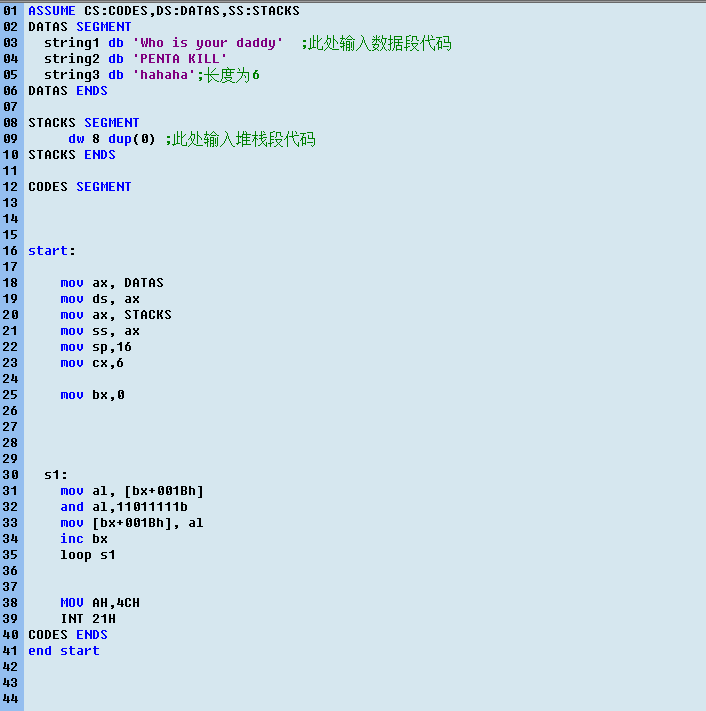 01 ASSUME CS:CODES,DS:DATAS,SS:STACKS
02 DATAS SEGMENT
03   string1 db 'Who is your daddy'  ;此处输入数据段代码
04   string2 db 'PENTA KILL'
05   string3 db 'hahaha';长度为6
06 DATAS ENDS
07
08 STACKS SEGMENT
09      dw 8 dup(0) ;此处输入堆栈段代码
10 STACKS ENDS
11
12 CODES SEGMENT
13
14
15
16 start:
17
18     mov ax, DATAS
19     mov ds, ax
20     mov ax, STACKS
21     mov ss, ax
22     mov sp,16
23     mov cx,6
24
25     mov bx,0
26
27
28
29
30   s1:
31     mov al, [bx+001Bh]
32     and al,11011111b
33     mov [bx+001Bh], al
34     inc bx
35     loop s1
36
37
38     MOV AH,4CH
39     INT 21H
40 CODES ENDS
41 end start
42
43
44